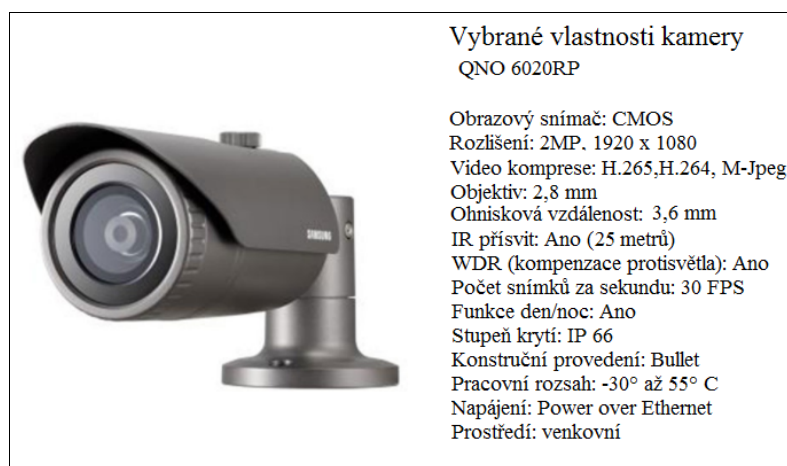 Vybrané vlastnosti kamery
QNO 6020RP
Obrazový snímač: CMOS
Rozlišení: 2MP, 1920 x 1080
Video komprese: H.265,H.264, M-Jpeg
Objektiv: 2,8 mm
Ohnisková vzdálenost: 3,6 mm
IR přísvit: Ano (25 metrů)
WDR (kompenzace protisvětla): Ano
Počet snímků za sekundu: 30 FPS
Funkce den/noc: Ano
Stupeň krytí: IP 66
Konstruční provedení: Bullet
Pracovní rozsah: -30° až 55° C
Napájení: Power over Ethernet
Prostředí: venkovní
SAMSUNG